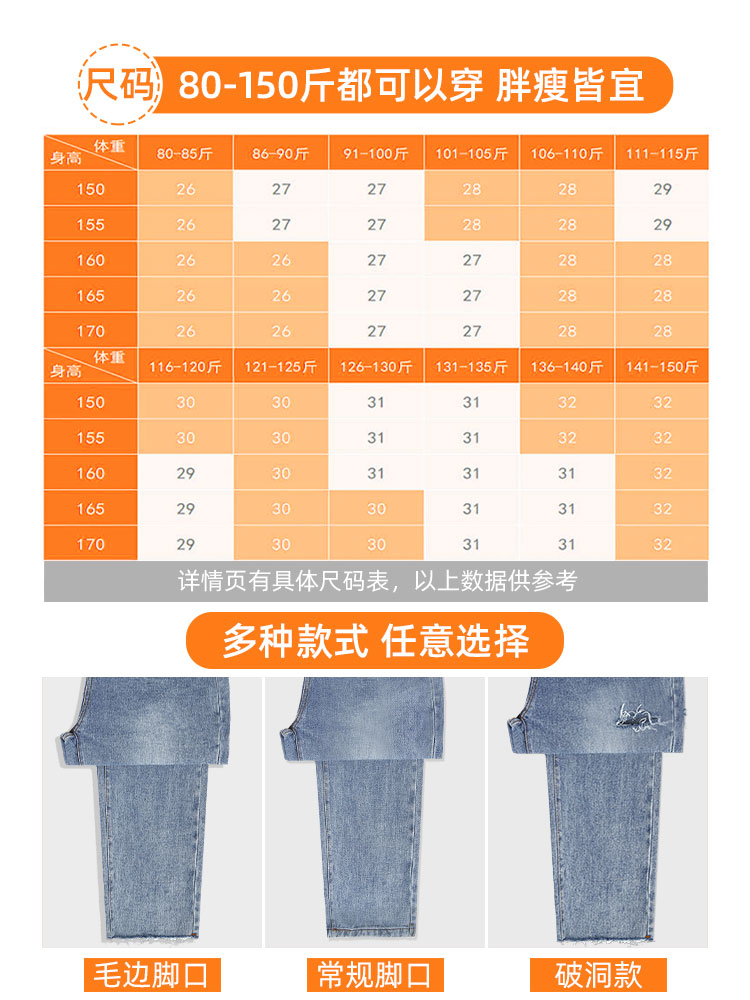 尺码 80-150斤都可以穿 胖瘦皆宜
体重
身高 80-85斤 86-90斤 91-100斤 101-105斤 106-110斤 111-115斤
150 26 27 27 28 28 29
155 26 27 27 28 28 29
160 26 26 27 27 28 28
165 26 26 27 27 28 28
170 26 26 27 27 28 28
体重
身高 116-120斤 121-125斤 126-130斤 131-135斤 136-140斤 141-150斤
150 30 30 31 31 32 32
155 30 30 31 31 32 32
160 29 30 31 31 31 32
165 29 30 30 31 31 32
170 29 30 30 31 31 32
详情页有具体尺码表，以上数据供参考
多种款式 任意选择
毛边脚口 常规脚口 破洞款